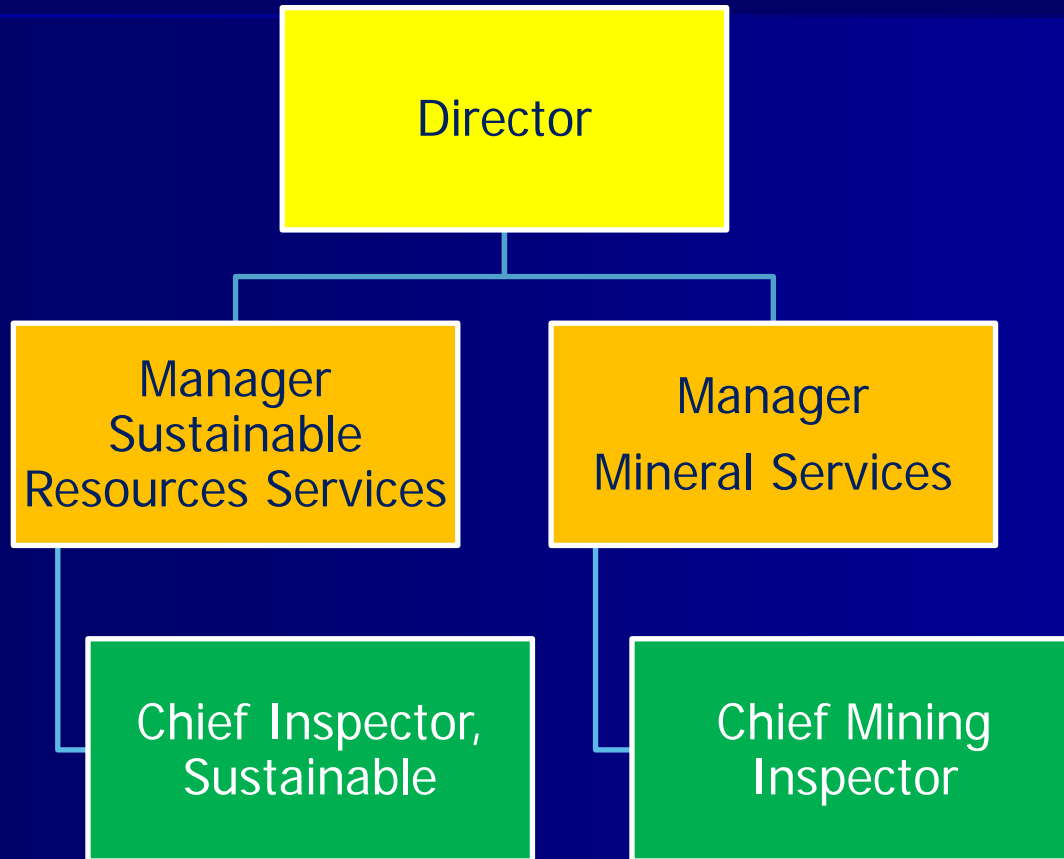 Director
Manager
Sustainable
Resources Services
Manager
Mineral Services
Chief Inspector,
Sustainable
Chief Mining
Inspector